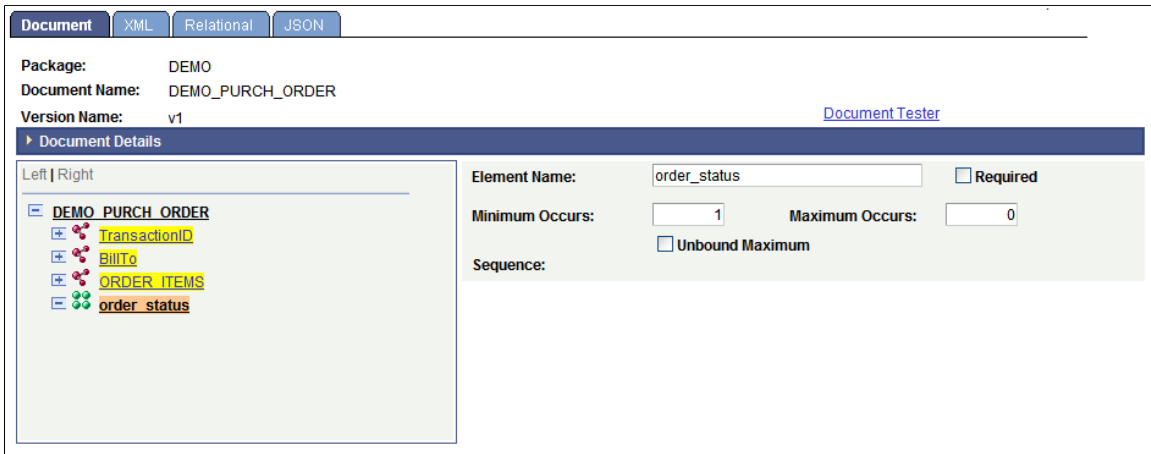 Document XML Relational JSON
Package: DEMO
Document Name: DEMO_PURCH_ORDER
Version Name: v1 Document Tester
Document Details
Left | Right
Element Name: order_status Required
DEMO_PURCH_ORDER
Minimum Occurs: 1 Maximum Occurs: 0
TransactionID
Unbound Maximum
BillTo
Sequence:
ORDER_ITEMS
order_status